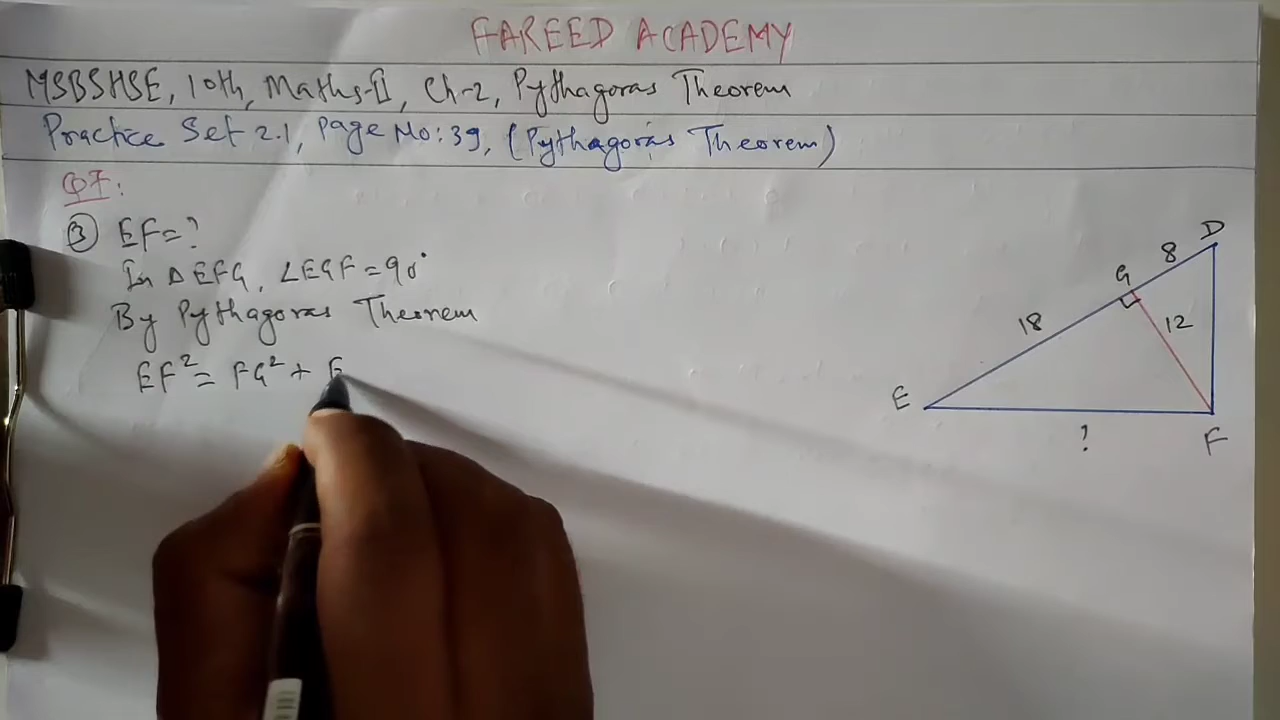 FAREED ACADEMY
MSBSHSE, 10th, Maths-II, Ch-2, Pythagoras Theorem
Practice Set 2.1, Page No: 39, (Pythagoras Theorem)
Q7:
③ EF=?
In △EFG, ∠EGF=90°
By Pythagoras Theorem
EF² = FG² + E
D
8
G
18
12
E
?
F